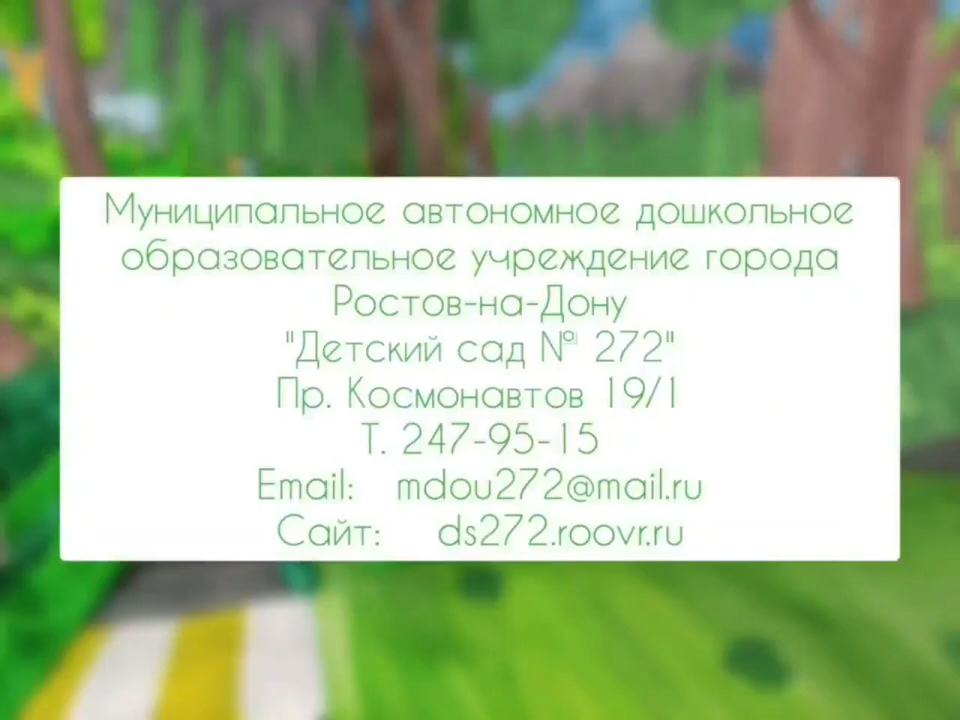 Муниципальное автономное дошкольное
образовательное учреждение города
Ростов-на-Дону
"Детский сад № 272"
Пр. Космонавтов 19/1
Т. 247-95-15
Email: mdou272@mail.ru
Сайт: ds272.roovr.ru